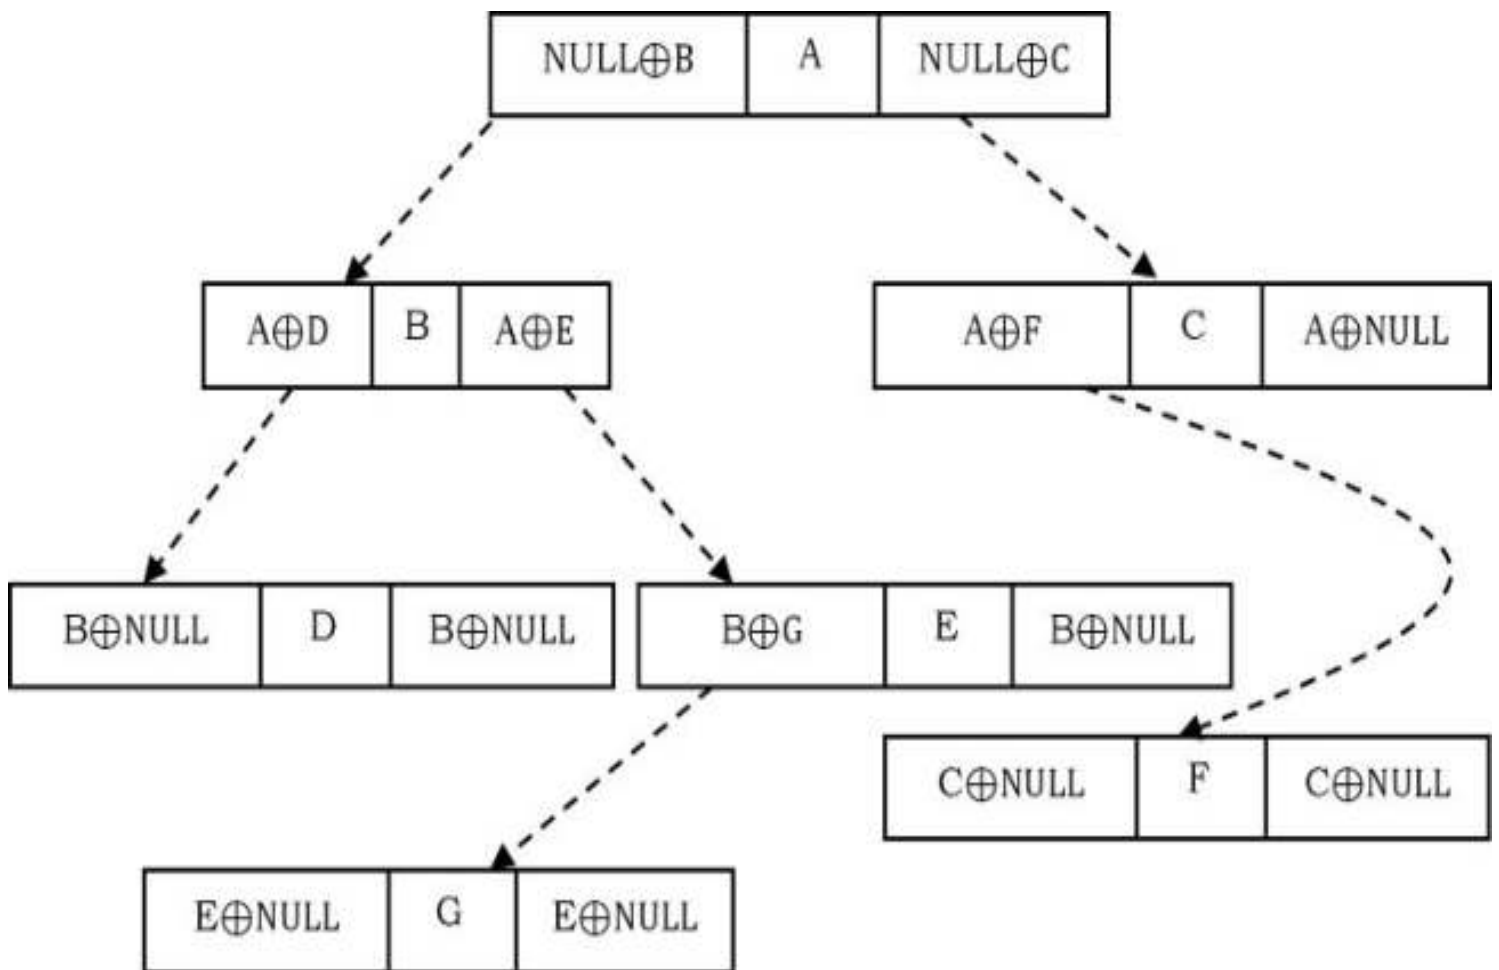 NULL⊕B A NULL⊕C
A⊕D B A⊕E
A⊕F C A⊕NULL
B⊕NULL D B⊕NULL
B⊕G E B⊕NULL
C⊕NULL F C⊕NULL
E⊕NULL G E⊕NULL